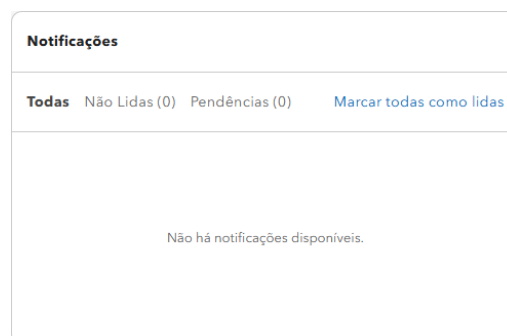 Notificações
Todas Não Lidas (0) Pendências (0) Marcar todas como lidas
Não há notificações disponíveis.